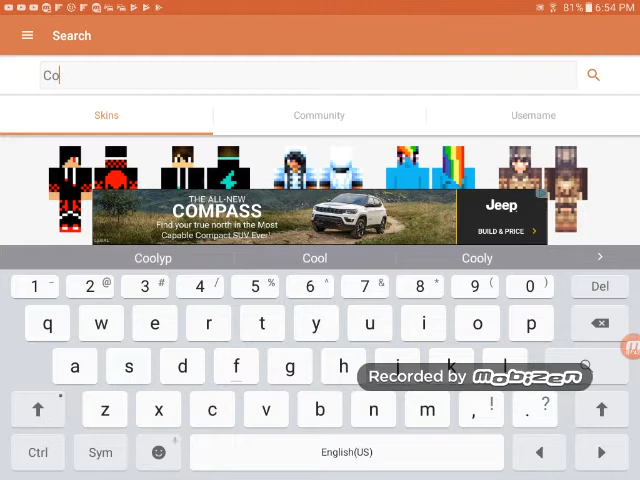 81% 6:54 PM
Search
Co
Skins Community Username
THE ALL-NEW
COMPASS
Find your true north in the Most
Capable Compact SUV Ever.
Jeep
BUILD & PRICE
Coolyp Cool Cooly
1 - 2 @ 3 # 4 / 5 % 6 ^ 7 & 8 * 9 ( 0 ) Del
q w e r t y u i o p
a s d f g h j k l
Recorded by mobizen
z x c v b n m , ! . ?
Ctrl Sym English(US)